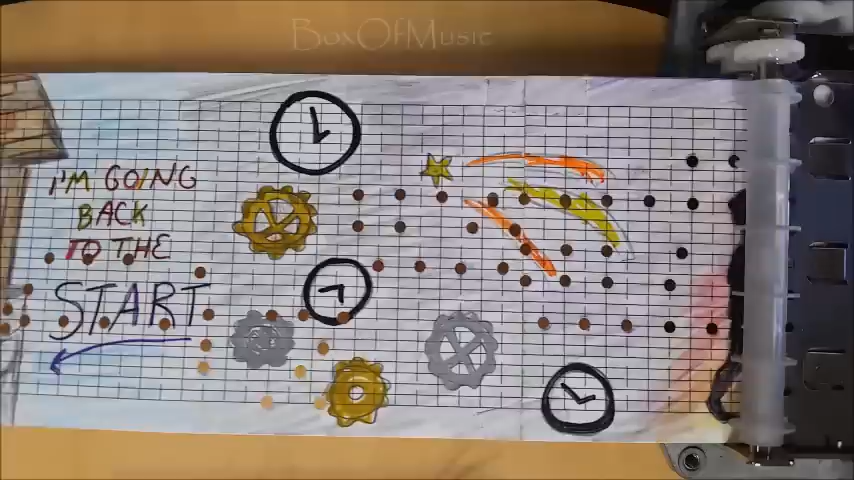 BoxOfMusic
I'M GOING
BACK
TO THE
START